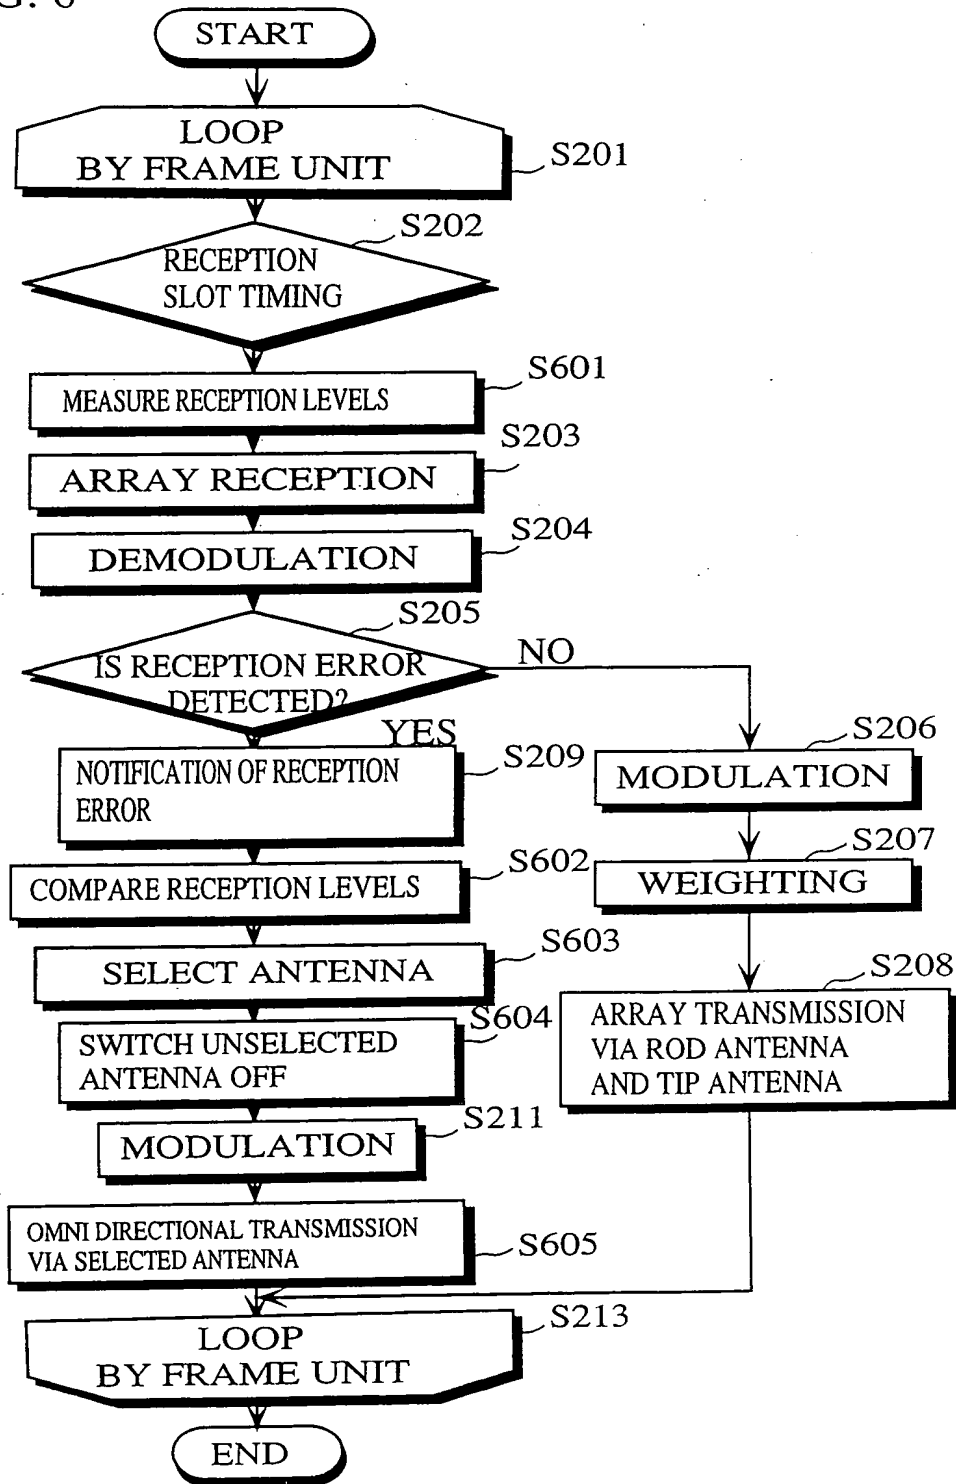 G. 6
START
LOOP
BY FRAME UNIT
S201
S202
RECEPTION
SLOT TIMING
S601
MEASURE RECEPTION LEVELS
S203
ARRAY RECEPTION
S204
DEMODULATION
S205
IS RECEPTION ERROR
DETECTED?
NO
YES
S206
MODULATION
S209
NOTIFICATION OF RECEPTION
ERROR
S207
WEIGHTING
S602
COMPARE RECEPTION LEVELS
S603
SELECT ANTENNA
S208
ARRAY TRANSMISSION
VIA ROD ANTENNA
AND TIP ANTENNA
S604
SWITCH UNSELECTED
ANTENNA OFF
S211
MODULATION
OMNI DIRECTIONAL TRANSMISSION
VIA SELECTED ANTENNA
S605
S213
LOOP
BY FRAME UNIT
END